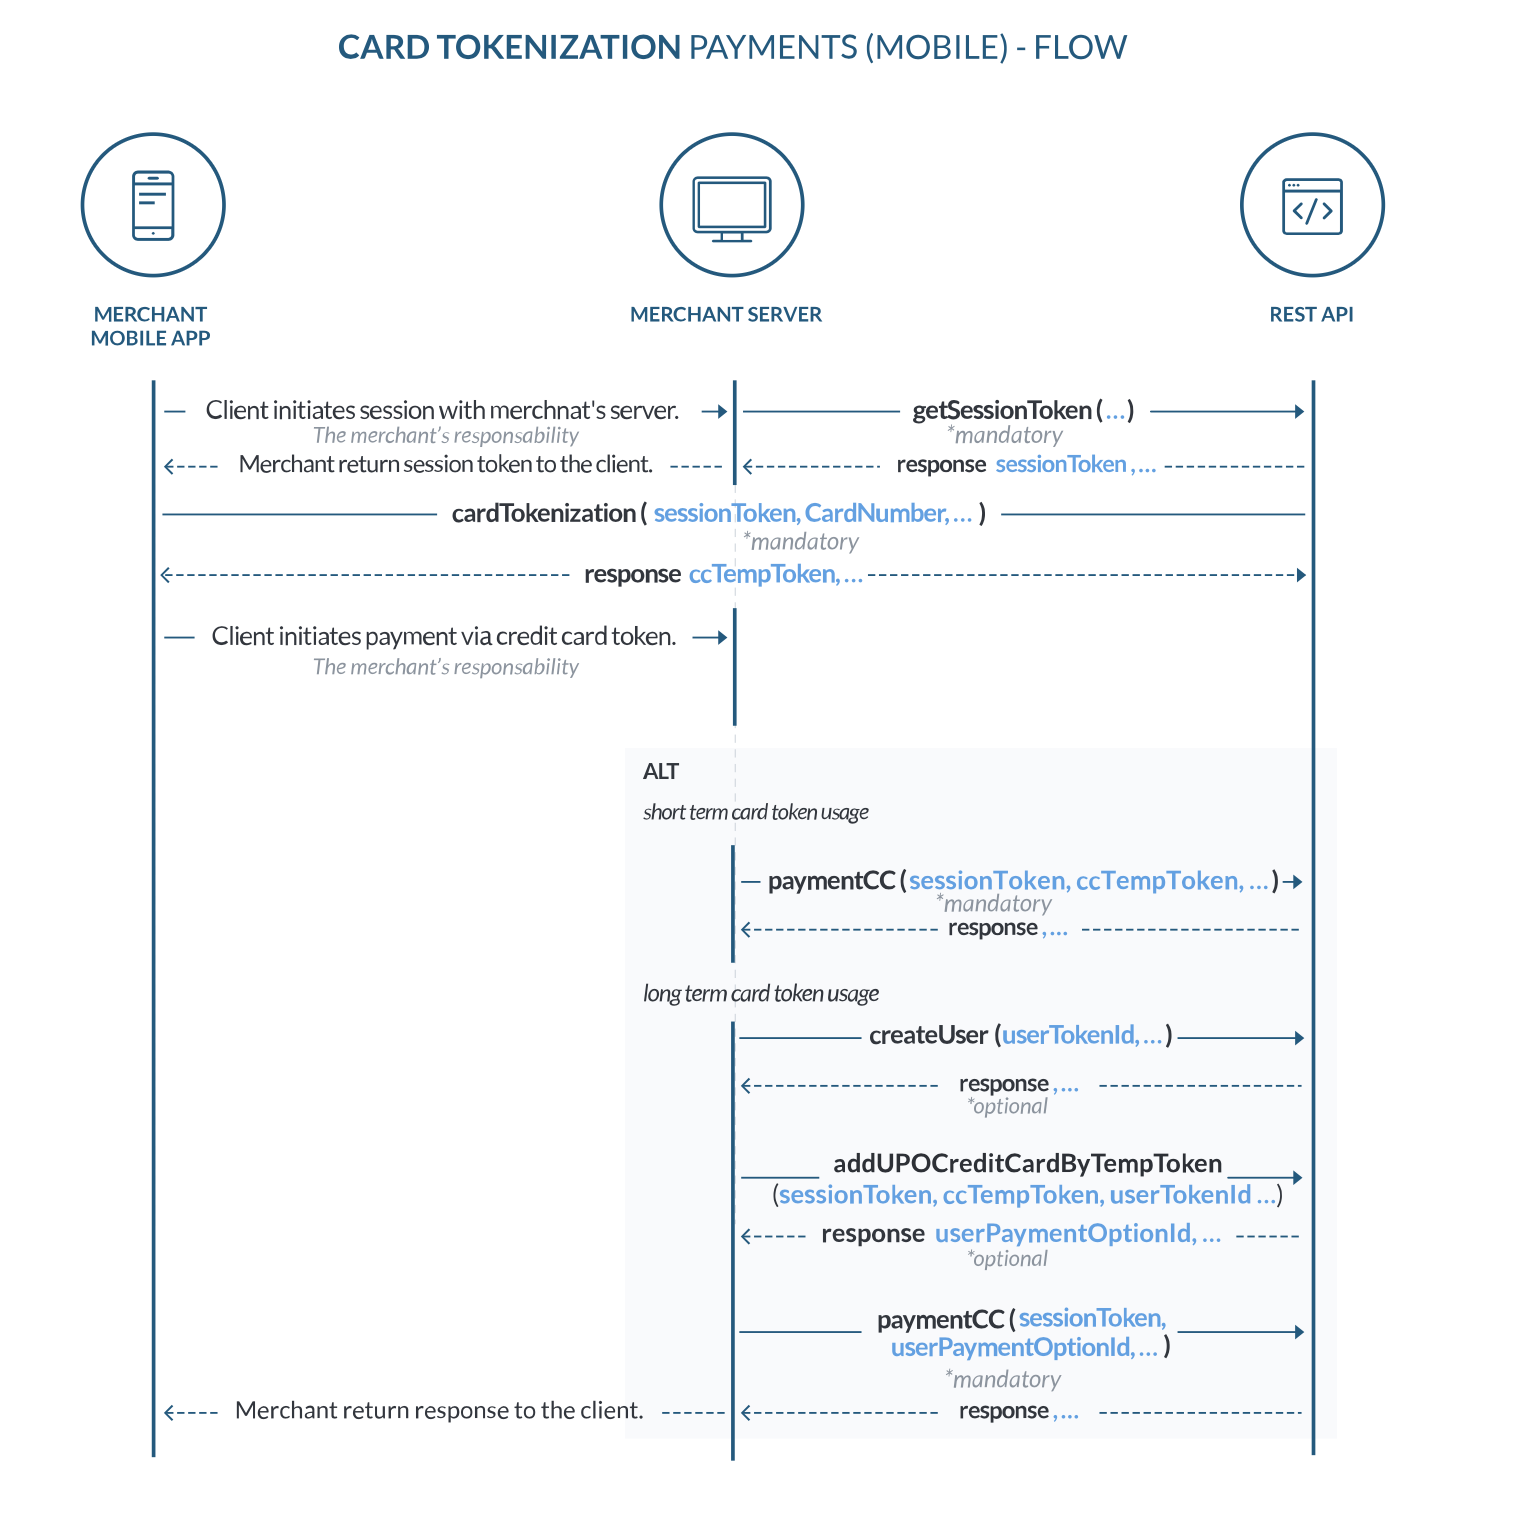 CARD TOKENIZATION PAYMENTS (MOBILE) - FLOW
MERCHANT
MOBILE APP
MERCHANT SERVER
REST API
Client initiates session with merchnat's server.
The merchant's responsability
getSessionToken (...)
*mandatory
Merchant return session token to the client.
response sessionToken ,...
cardTokenization ( sessionToken, CardNumber, ... )
*mandatory
response ccTempToken, ...
Client initiates payment via credit card token.
The merchant's responsability
ALT
short term card token usage
paymentCC (sessionToken, ccTempToken, ...)
*mandatory
response , ...
long term card token usage
createUser (userTokenId, ...)
response , ...
*optional
addUPOCreditCardByTempToken
(sessionToken, ccTempToken, userTokenId ...)
response userPaymentOptionId, ...
*optional
paymentCC (sessionToken,
userPaymentOptionId, ... )
*mandatory
Merchant return response to the client.
response , ...